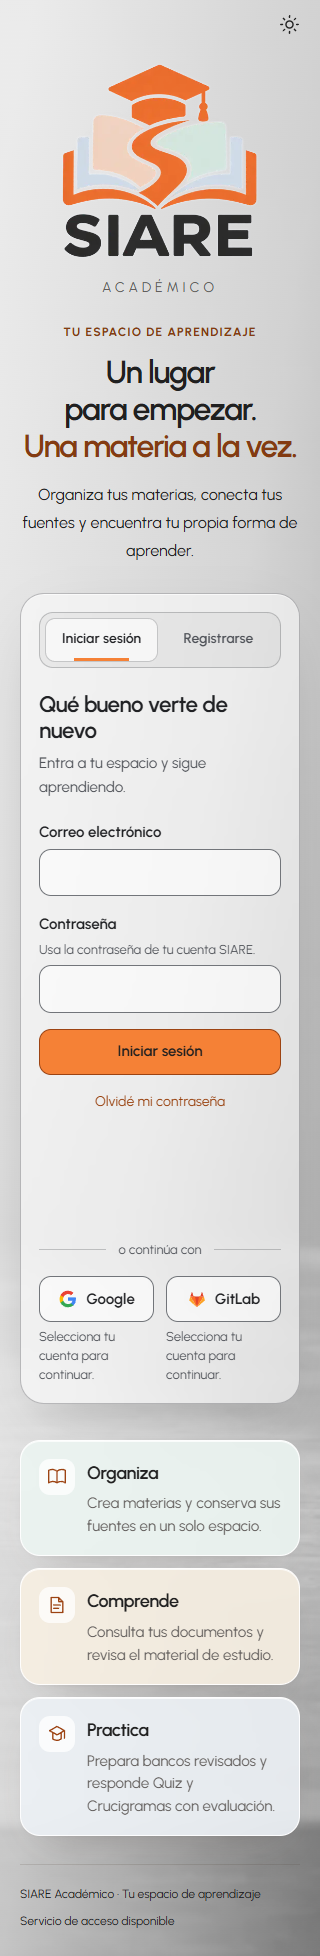 SIARE
ACADÉMICO
TU ESPACIO DE APRENDIZAJE
Un lugar
para empezar.
Una materia a la vez.
Organiza tus materias, conecta tus
fuentes y encuentra tu propia forma de
aprender.
Iniciar sesión
Registrarse
Qué bueno verte de
nuevo
Entra a tu espacio y sigue
aprendiendo.
Correo electrónico
Contraseña
Usa la contraseña de tu cuenta SIARE.
Iniciar sesión
Olvidé mi contraseña
o continúa con
Google
Selecciona tu
cuenta para
continuar.
GitLab
Selecciona tu
cuenta para
continuar.
Organiza
Crea materias y conserva sus
fuentes en un solo espacio.
Comprende
Consulta tus documentos y
revisa el material de estudio.
Practica
Prepara bancos revisados y
responde Quiz y
Crucigramas con evaluación.
SIARE Académico · Tu espacio de aprendizaje
Servicio de acceso disponible